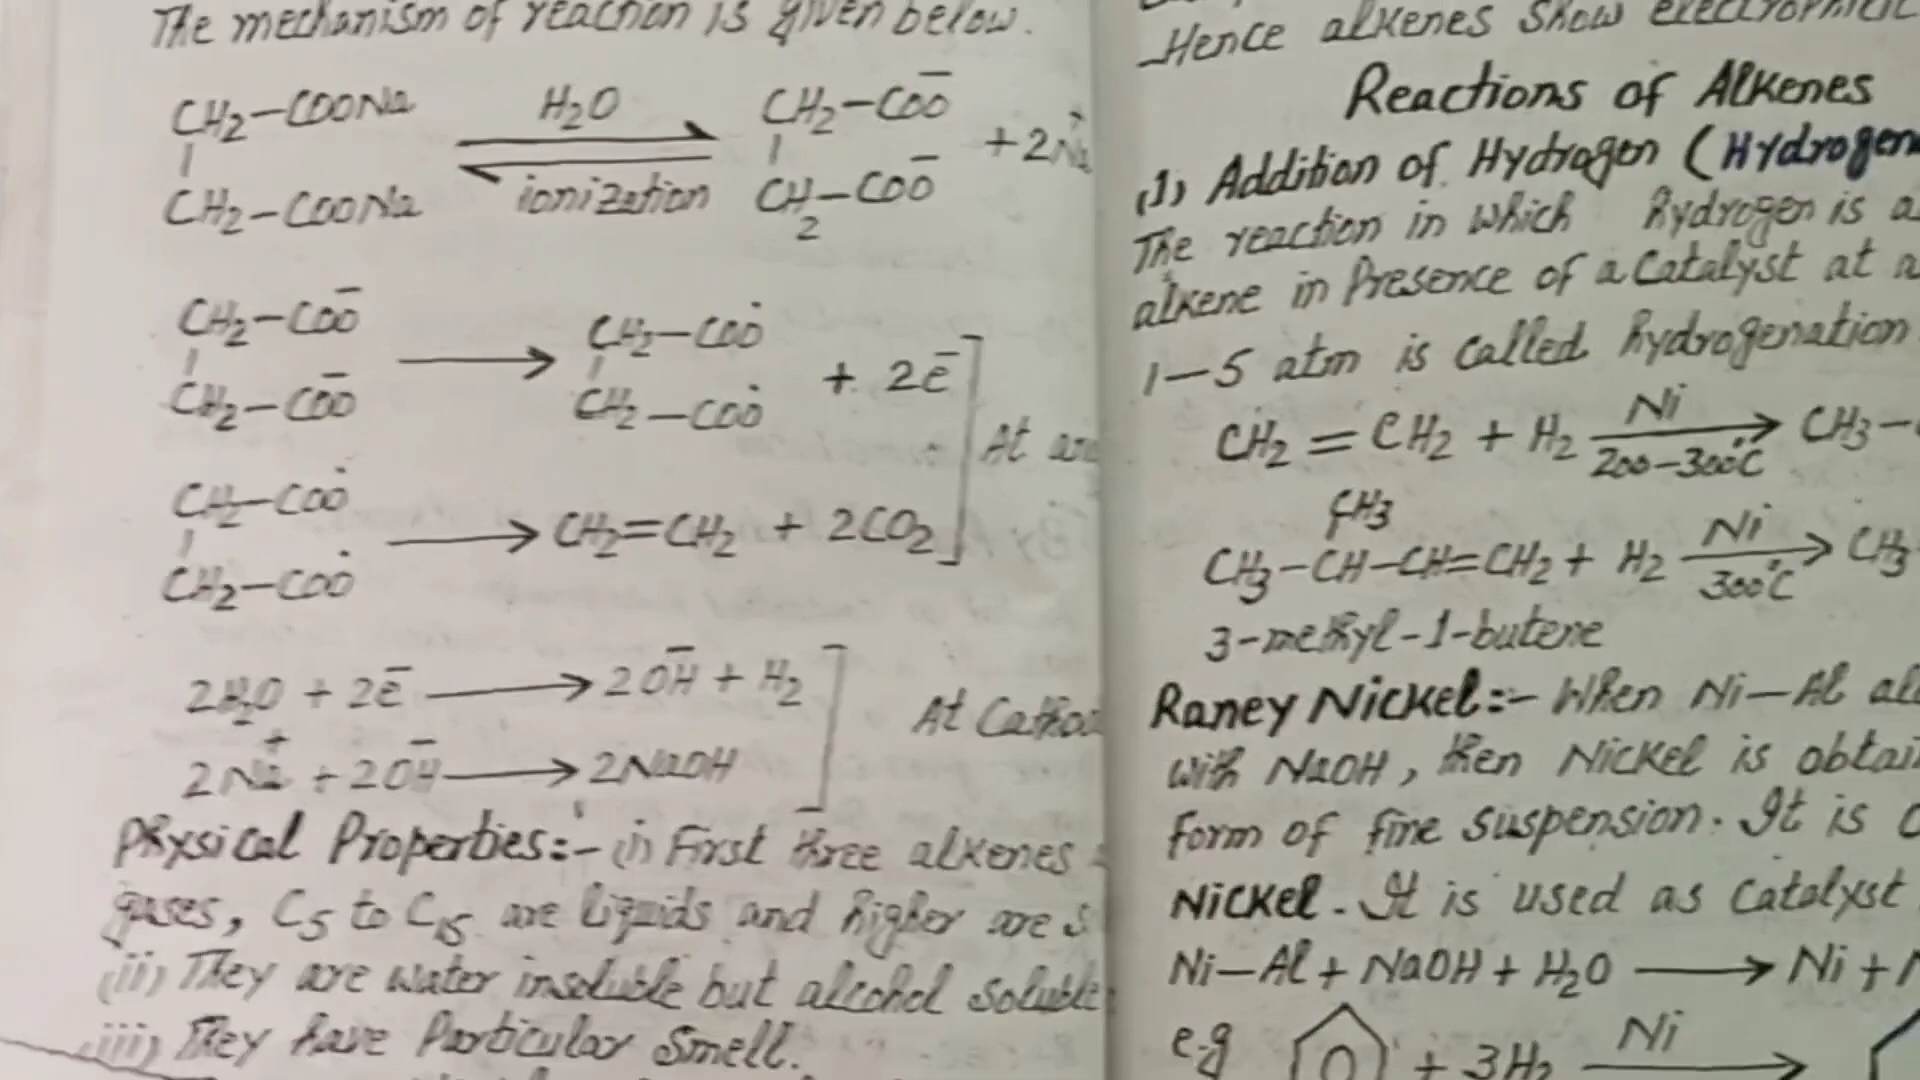 The mechanism of reaction is given below.
CH2-COONa H2O CH2-COO̅
ionization + 2Na+
CH2-COONa CH2-COO̅
CH2-COO̅ CH2-COO•
⟶ + 2e̅
CH2-COO̅ CH2-COO•
At
CH2-COO•
⟶ CH2=CH2 + 2CO2
CH2-COO•
2H2O + 2e̅ ⟶ 2O̅H + H2
At
2Na+ + 2O̅H ⟶ 2NaOH
Physical Properties:- (i) First three alkenes
gases, C5 to C15 are liquids and higher are
(ii) They are water insoluble but alcohol soluble
(iii) They have Particular Smell.
Hence alkenes Show
Reactions of Alkenes
(1) Addition of Hydrogen (Hydrogen
The reaction in which hydrogen is
alkene in Presence of a Catalyst at
1-5 atm is called hydrogenation
CH2 = CH2 + H2 Ni ⟶ 200-300°C CH3-
CH3
CH3-CH-CH=CH2 + H2 Ni ⟶ 300°C CH3
3-methyl-1-butene
Raney Nickel:- When Ni-Al
with NaOH, then Nickel is
form of fine suspension. It is
Nickel. It is used as Catalyst
Ni-Al + NaOH + H2O ⟶ Ni +
e.g + 3H2 Ni ⟶